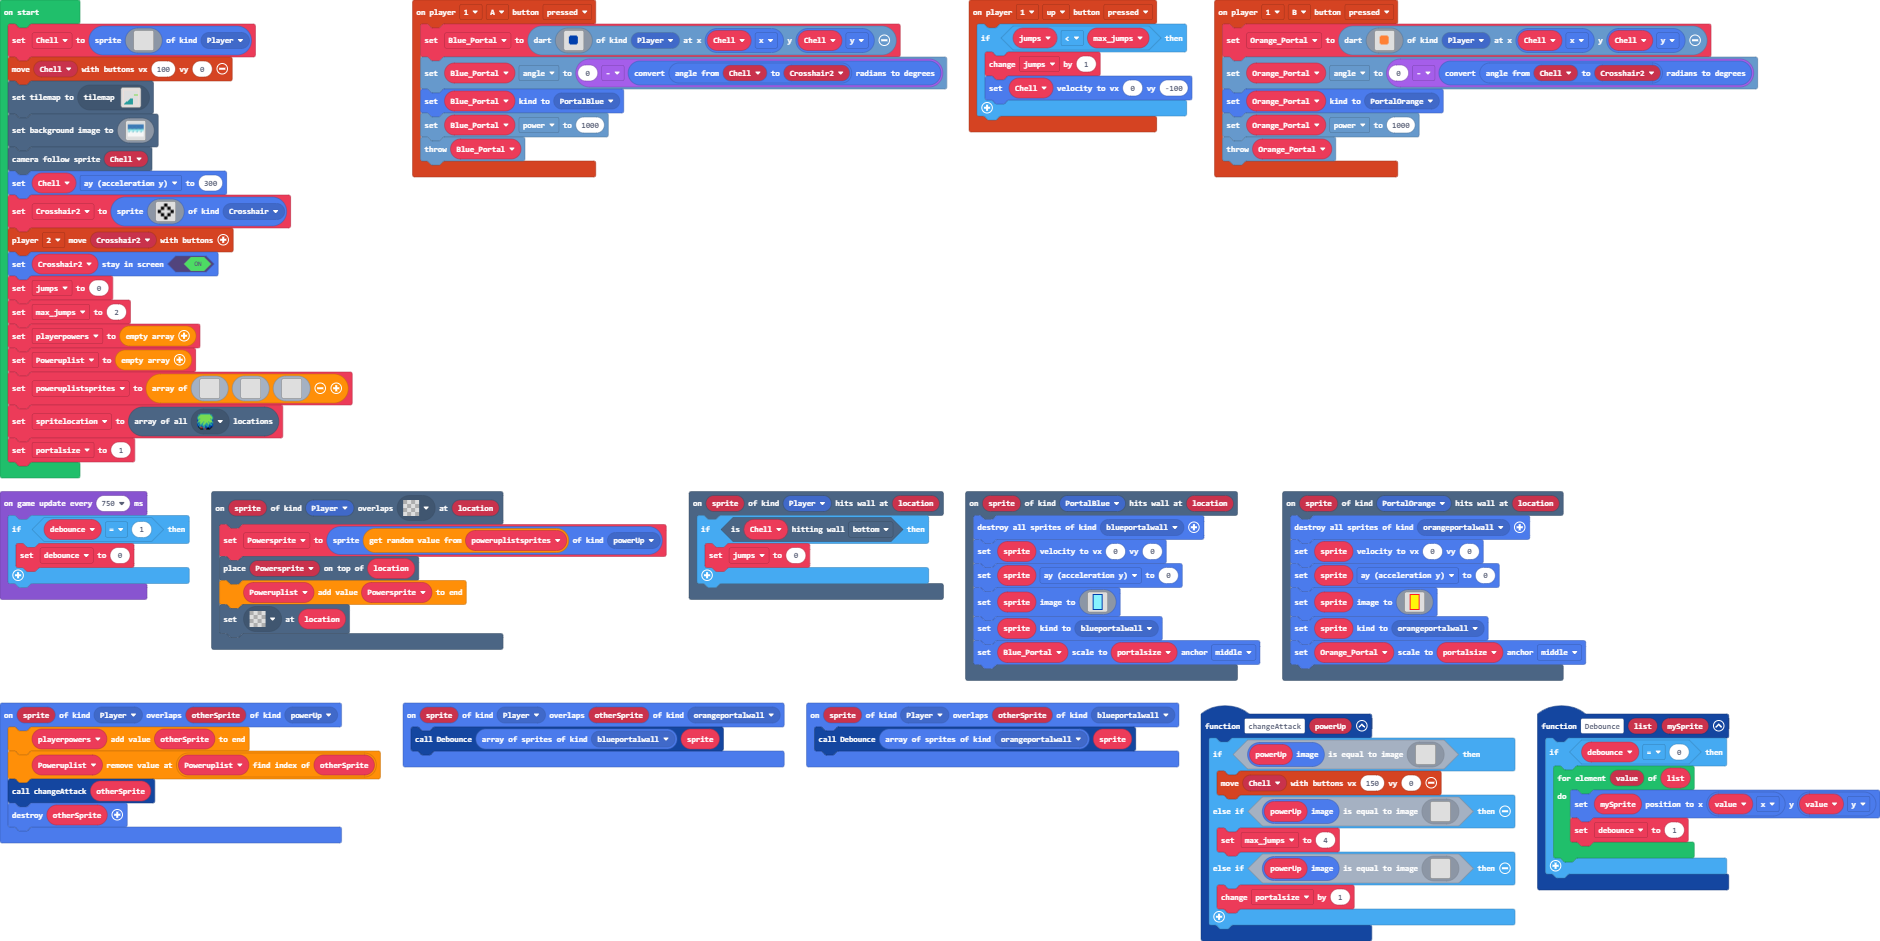 on start
set Chell to sprite of kind Player
move Chell with buttons vx 100 vy 0
set tilemap to tilemap
set background image to
camera follow sprite Chell
set Chell ay (acceleration y) to 300
set Crosshair2 to sprite of kind Crosshair
player 2 move Crosshair2 with buttons
set Crosshair2 stay in screen ON
set jumps to 0
set max_jumps to 2
set playerpowers to empty array
set Poweruplist to empty array
set poweruplistsprites to array of
set spritelocation to array of all locations
set portalsize to 1
on player 1 A button pressed
set Blue_Portal to dart of kind Player at x Chell x y Chell y
set Blue_Portal angle to 0 - convert angle from Chell to Crosshair2 radians to degrees
set Blue_Portal kind to PortalBlue
set Blue_Portal power to 1000
throw Blue_Portal
on player 1 up button pressed
if jumps < max_jumps then
change jumps by 1
set Chell velocity to vx 0 vy -100
on player 1 B button pressed
set Orange_Portal to dart of kind Player at x Chell x y Chell y
set Orange_Portal angle to 0 - convert angle from Chell to Crosshair2 radians to degrees
set Orange_Portal kind to PortalOrange
set Orange_Portal power to 1000
throw Orange_Portal
on game update every 750 ms
if debounce = 1 then
set debounce to 0
on sprite of kind Player overlaps at location
set Powersprite to sprite get random value from poweruplistsprites of kind powerUp
place Powersprite on top of location
Poweruplist add value Powersprite to end
set at location
on sprite of kind Player hits wall at location
if is Chell hitting wall bottom then
set jumps to 0
on sprite of kind PortalBlue hits wall at location
destroy all sprites of kind blueportalwall
set sprite velocity to vx 0 vy 0
set sprite ay (acceleration y) to 0
set sprite image to
set sprite kind to blueportalwall
set Blue_Portal scale to portalsize anchor middle
on sprite of kind PortalOrange hits wall at location
destroy all sprites of kind orangeportalwall
set sprite velocity to vx 0 vy 0
set sprite ay (acceleration y) to 0
set sprite image to
set sprite kind to orangeportalwall
set Orange_Portal scale to portalsize anchor middle
on sprite of kind Player overlaps otherSprite of kind powerUp
playerpowers add value otherSprite to end
Poweruplist remove value at Poweruplist find index of otherSprite
call changeAttack otherSprite
destroy otherSprite
on sprite of kind Player overlaps otherSprite of kind orangeportalwall
call Debounce array of sprites of kind blueportalwall sprite
on sprite of kind Player overlaps otherSprite of kind blueportalwall
call Debounce array of sprites of kind orangeportalwall sprite
function changeAttack powerUp
if powerUp image is equal to image then
move Chell with buttons vx 150 vy 0
else if powerUp image is equal to image then
set max_jumps to 4
else if powerUp image is equal to image then
change portalsize by 1
function Debounce list mySprite
if debounce = 0 then
for element value of list
do set mySprite position to x value x y value y
set debounce to 1